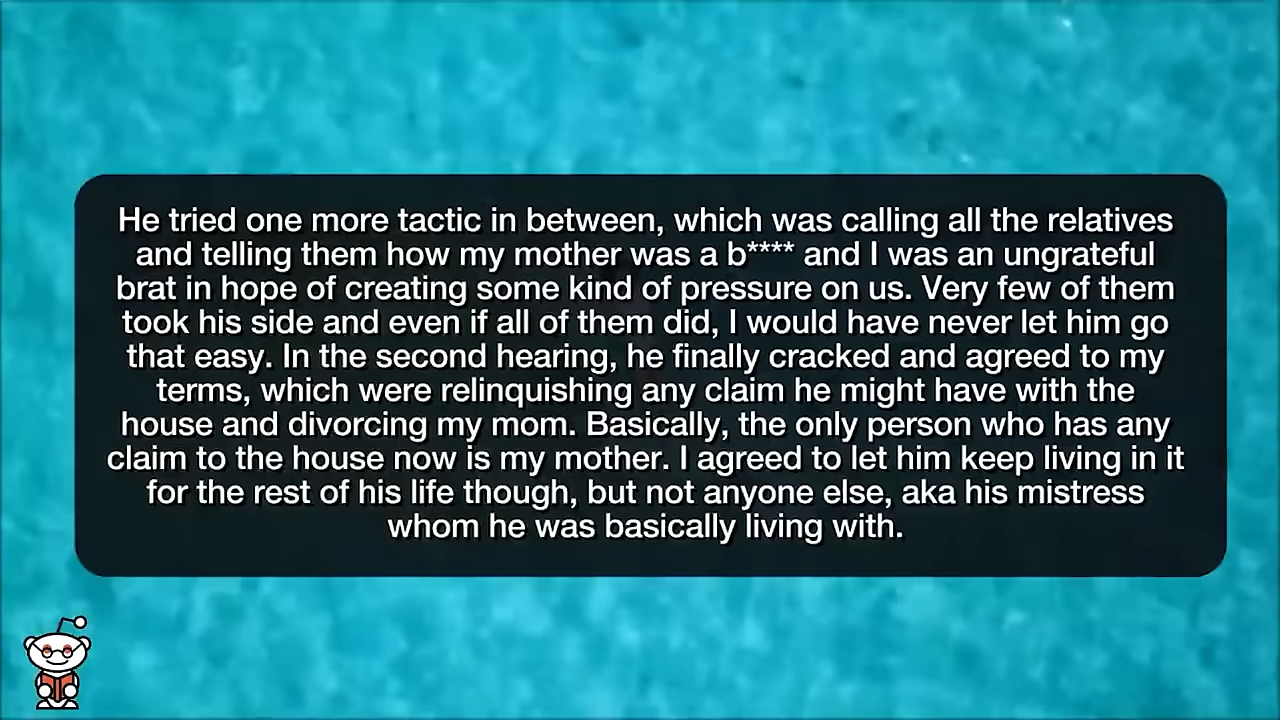 He tried one more tactic in between, which was calling all the relatives
and telling them how my mother was a b**** and I was an ungrateful
brat in hope of creating some kind of pressure on us. Very few of them
took his side and even if all of them did, I would have never let him go
that easy. In the second hearing, he finally cracked and agreed to my
terms, which were relinquishing any claim he might have with the
house and divorcing my mom. Basically, the only person who has any
claim to the house now is my mother. I agreed to let him keep living in it
for the rest of his life though, but not anyone else, aka his mistress
whom he was basically living with.